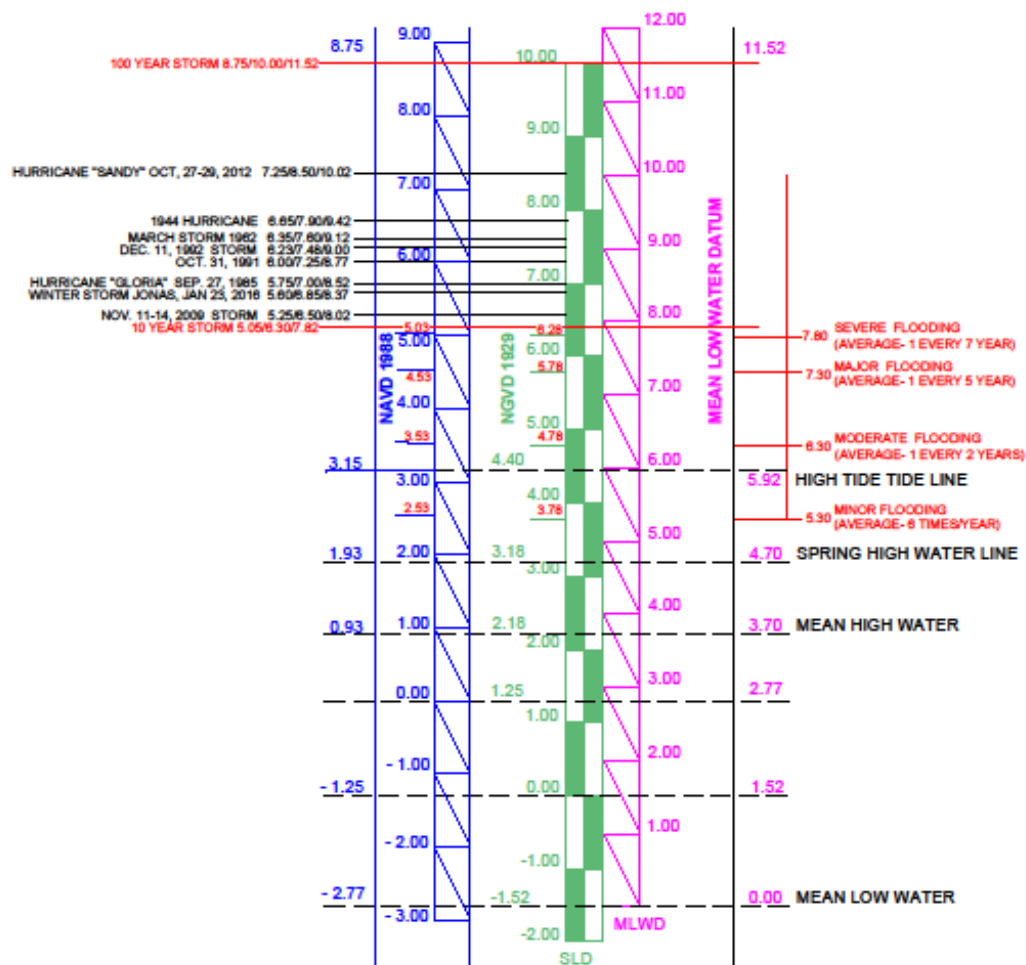 9.00
12.00
8.75
10.00
11.52
100 YEAR STORM 8.75/10.00/11.52
8.00
9.00
11.00
HURRICANE "SANDY" OCT, 27-29, 2012 7.25/8.50/10.02
7.00
8.00
10.00
1944 HURRICANE 6.65/7.90/9.42
MARCH STORM 1962 6.35/7.60/9.12
DEC. 11, 1992 STORM 6.23/7.48/9.00
OCT. 31, 1991 6.00/7.25/8.77
6.00
7.00
9.00
HURRICANE "GLORIA" SEP. 27, 1985 5.75/7.00/8.52
WINTER STORM JONAS, JAN 23, 2016 5.60/6.85/8.37
NOV. 11-14, 2009 STORM 5.25/6.50/8.02
10 YEAR STORM 5.05/6.30/7.82
5.03
6.28
8.00
NAVD 1988
NGVD 1929
MEAN LOW WATER DATUM
5.00
6.00
7.80 SEVERE FLOODING
(AVERAGE- 1 EVERY 7 YEAR)
4.53
5.78
7.00
7.30 MAJOR FLOODING
(AVERAGE- 1 EVERY 5 YEAR)
4.00
5.00
3.53
4.78
6.30 MODERATE FLOODING
(AVERAGE- 1 EVERY 2 YEARS)
3.15
4.40
6.00
3.00
4.00
5.92 HIGH TIDE TIDE LINE
2.53
3.78
5.30 MINOR FLOODING
(AVERAGE- 6 TIMES/YEAR)
5.00
1.93
2.00
3.18
3.00
4.70 SPRING HIGH WATER LINE
4.00
0.93
1.00
2.18
2.00
3.70 MEAN HIGH WATER
3.00
0.00
1.25
1.00
2.77
2.00
- 1.00
- 1.25
0.00
1.52
1.00
- 2.00
-1.00
- 2.77
-1.52
0.00 MEAN LOW WATER
- 3.00
-2.00
MLWD
SLD